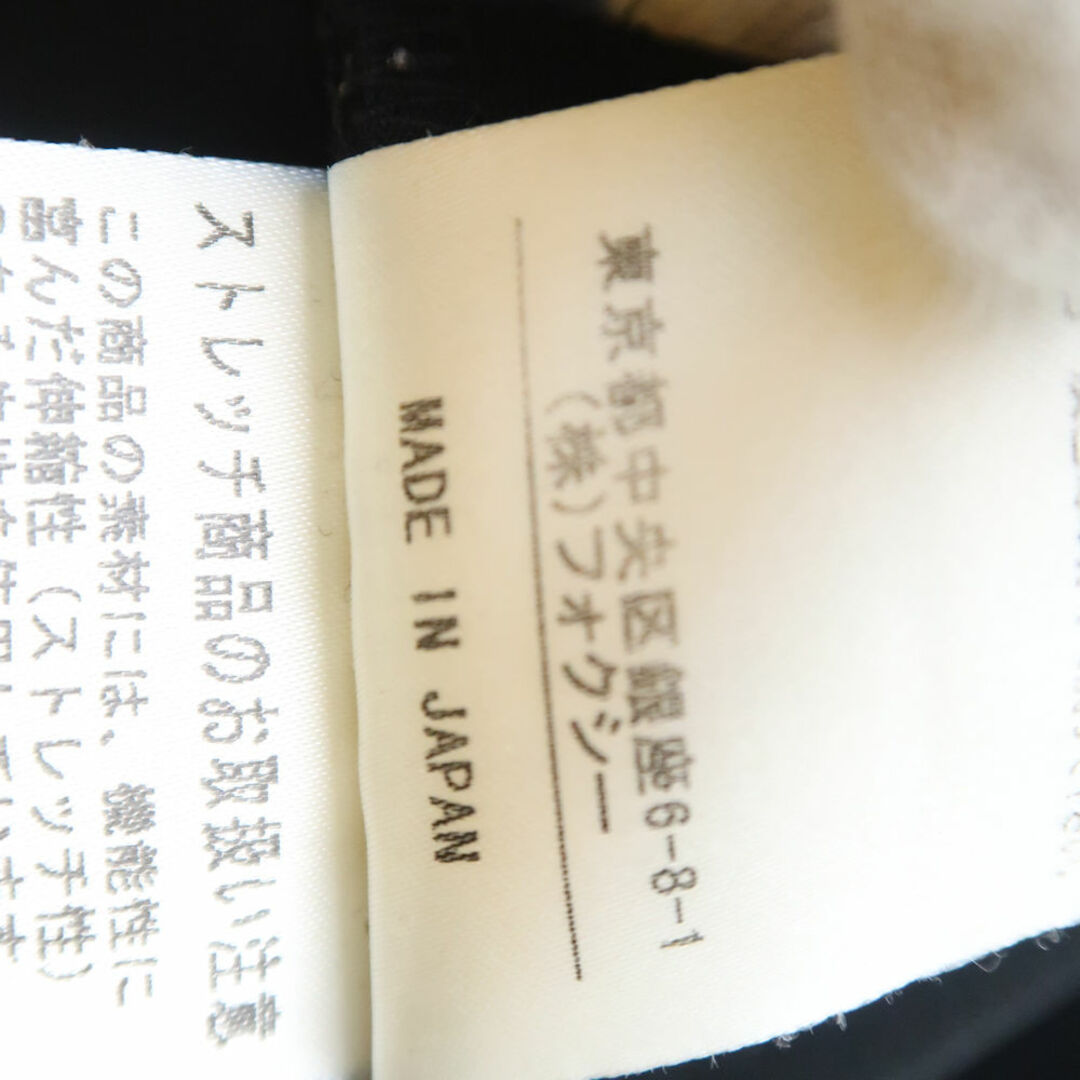 東京都中央区銀座6-8-1
(株)フォクシー
MADE IN JAPAN
ストレッチ商品のお取扱い注意
この商品の素材には、機能性に
富んだ伸縮性(ストレッチ性)